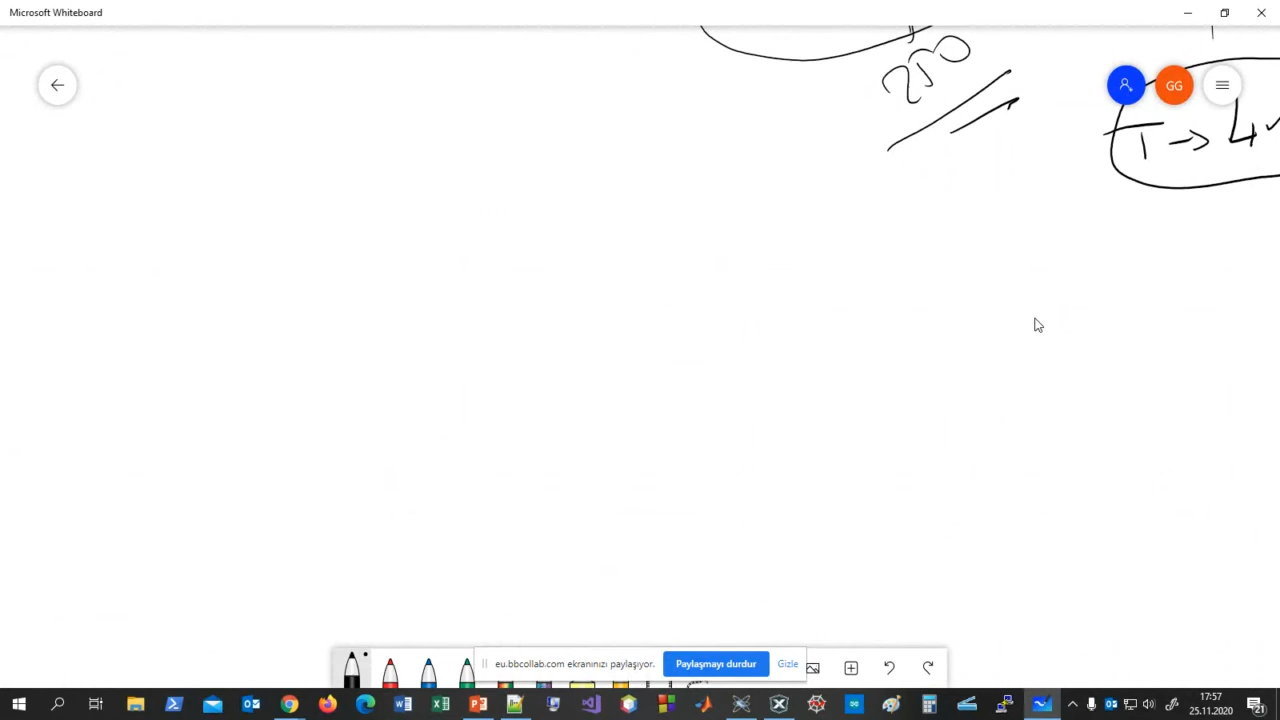 Microsoft Whiteboard
250
GG
T → 4
eu.bbcollab.com ekranınızı paylaşıyor.
Paylaşmayı durdur
Gizle
17:57
25.11.2020
21